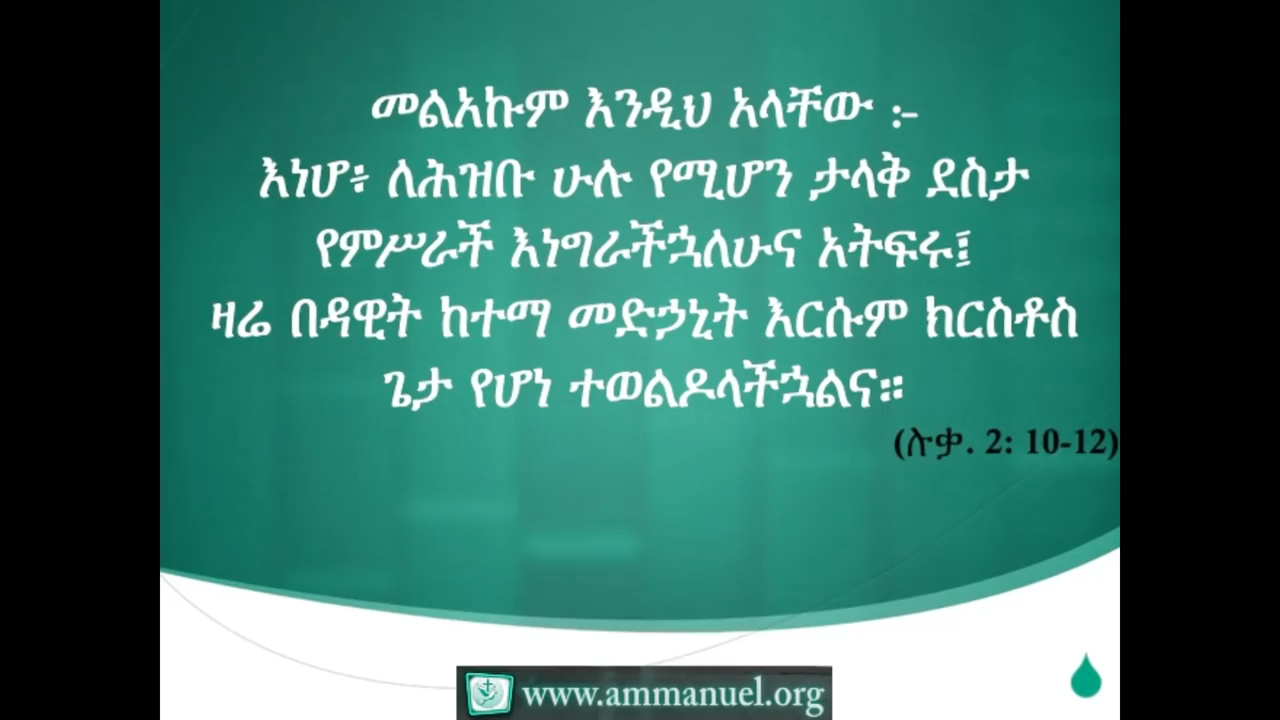 መልአኩም እንዲህ አላቸው ፦
እነሆ፥ ለሕዝቡ ሁሉ የሚሆን ታላቅ ደስታ
የምሥራች እነግራችኋለሁና አትፍሩ፤
ዛሬ በዳዊት ከተማ መድኃኒት እርሱም ክርስቶስ
ጌታ የሆነ ተወልዶላችኋልና።
(ሉቃ. 2: 10-12)
www.ammanuel.org